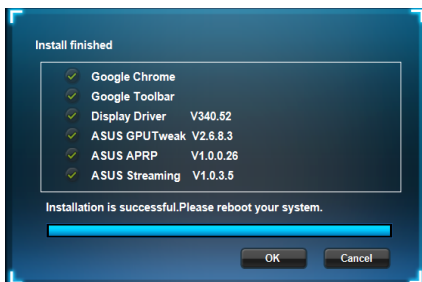 Install finished
Google Chrome
Google Toolbar
Display Driver V340.52
ASUS GPUTweak V2.6.8.3
ASUS APRP V1.0.0.26
ASUS Streaming V1.0.3.5
Installation is successful.Please reboot your system.
OK Cancel